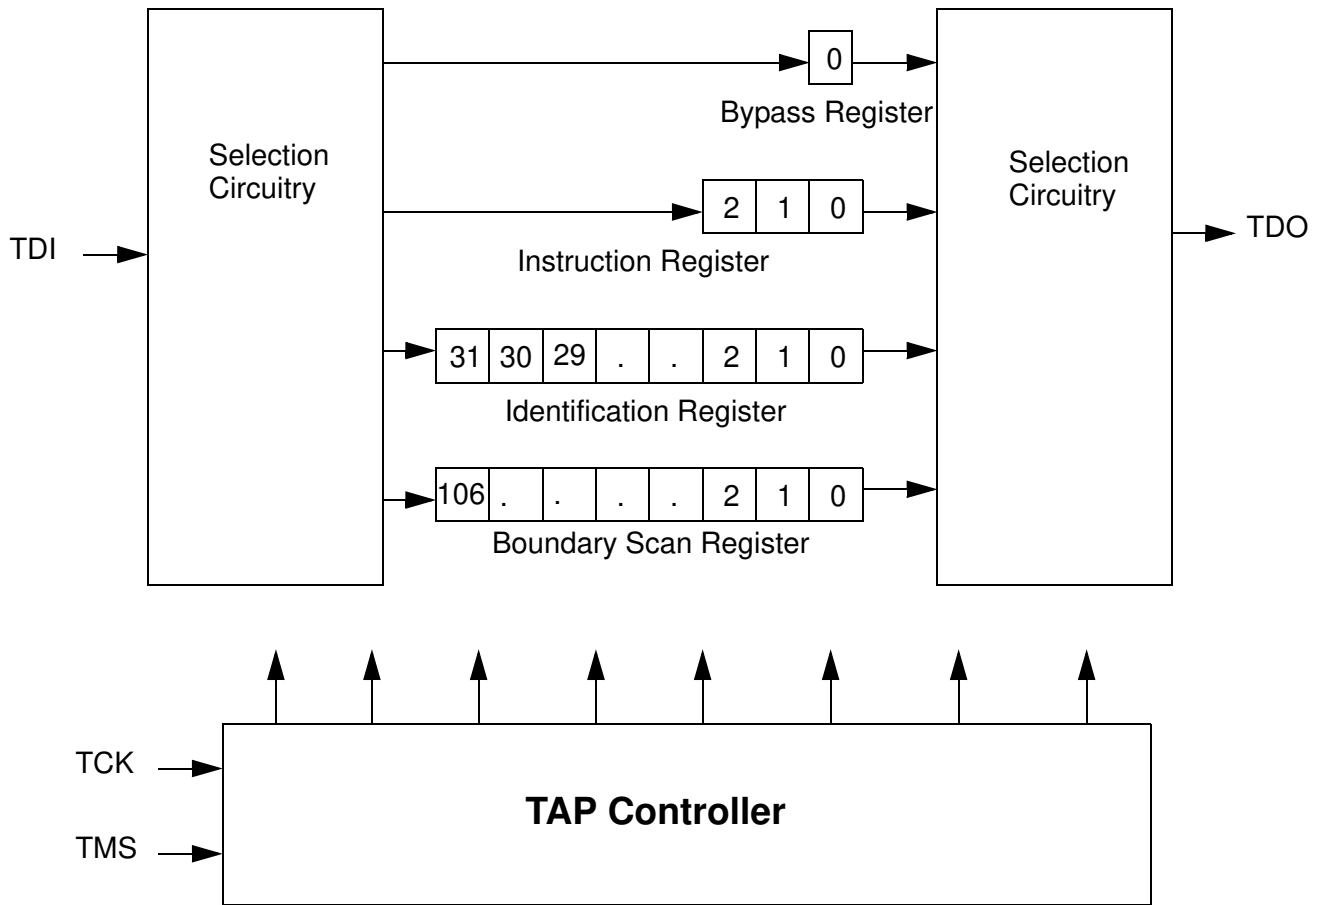 0
Bypass Register
Selection
Circuitry
Selection
Circuitry
2 1 0
Instruction Register
TDI
TDO
31 30 29 . . 2 1 0
Identification Register
106 . . . . 2 1 0
Boundary Scan Register
TCK
TAP Controller
TMS